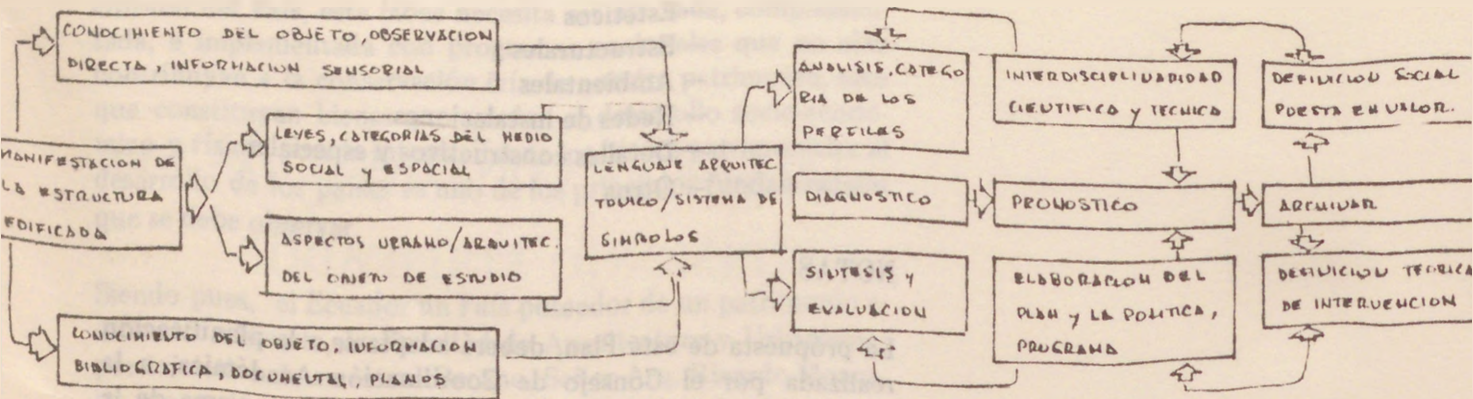 CONOCIMIENTO DEL OBJETO, OBSERVACION
DIRECTA, INFORMACION SENSORIAL
MANIFESTACION DE
LA ESTRUCTURA
EDIFICADA
LEYES, CATEGORIAS DEL MEDIO
SOCIAL Y ESPACIAL
ASPECTOS URBANO/ARQUITEC.
DEL OBJETO DE ESTUDIO
CONOCIMIENTO DEL OBJETO, INFORMACION
BIBLIOGRAFICA, DOCUMENTAL, PLANOS
LENGUAJE ARQUITEC
TONICO/SISTEMA DE
SIMBOLOS
ANALISIS, CATEGO
RIA DE LOS
PERFILES
DIAGNOSTICO
SINTESIS Y
EVALUACION
INTERDISCIPLINARIDAD
CIENTIFICA Y TECNICA
PRONOSTICO
ELABORACION DEL
PLAN Y LA POLITICA,
PROGRAMA
DEFINICION SOCIAL
PUESTA EN VALOR.
ARCHIVAR
DEFINICION TEORICA
DE INTERVENCION